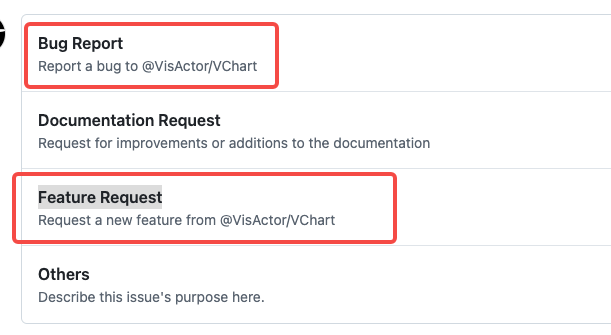 Bug Report
Report a bug to @VisActor/VChart
Documentation Request
Request for improvements or additions to the documentation
Feature Request
Request a new feature from @VisActor/VChart
Others
Describe this issue's purpose here.